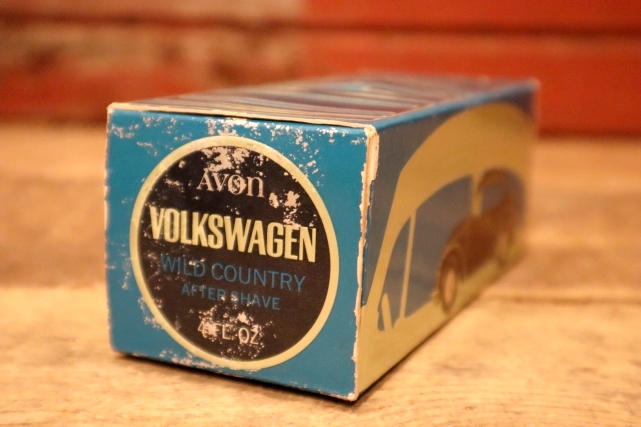 AVON
VOLKSWAGEN
WILD COUNTRY
AFTER SHAVE
4 FL. OZ.